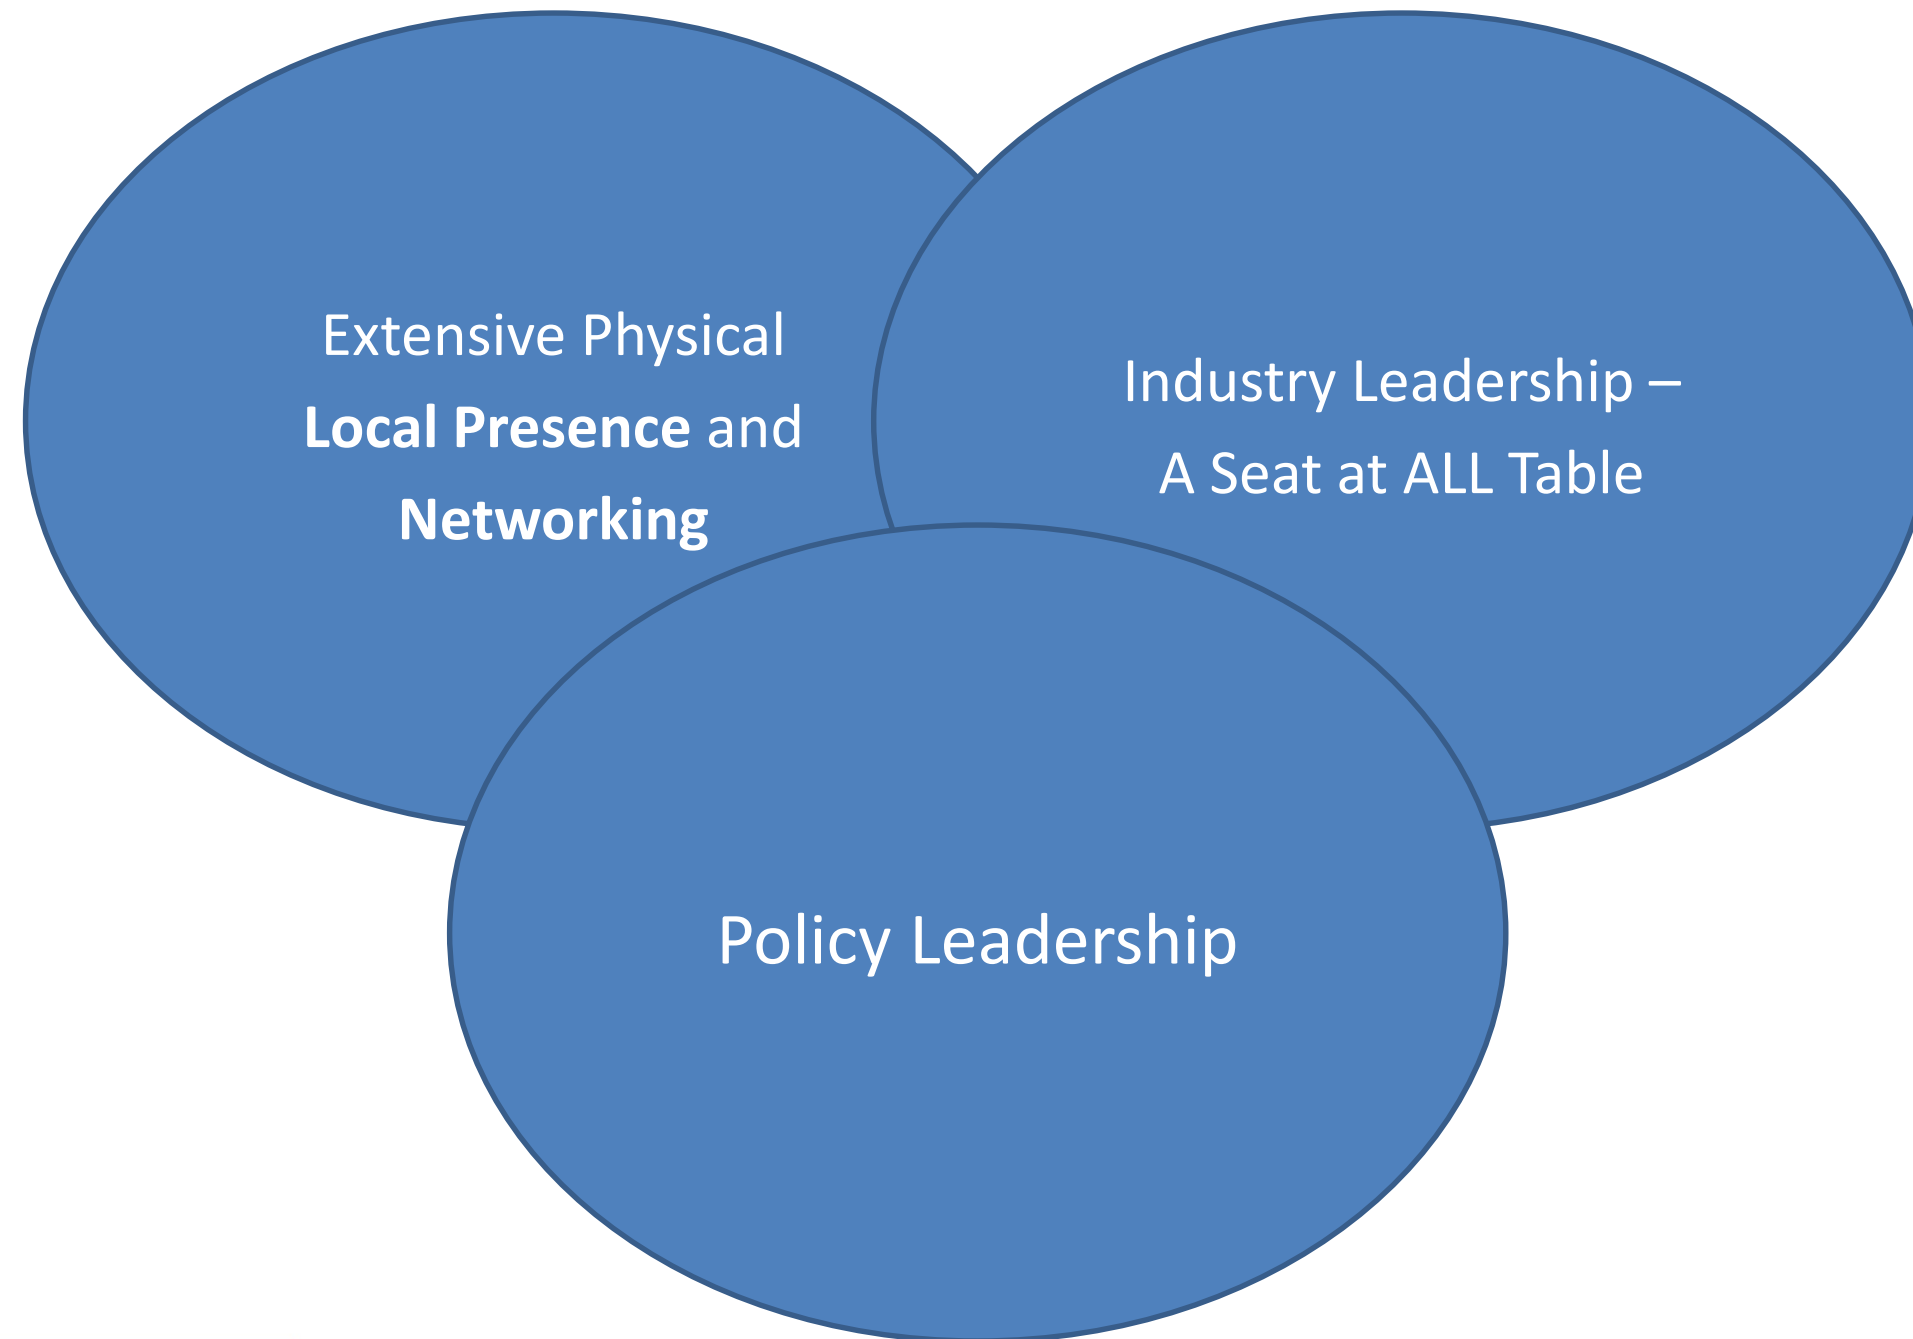 Extensive Physical
Local Presence and
Networking
Industry Leadership –
A Seat at ALL Table
Policy Leadership